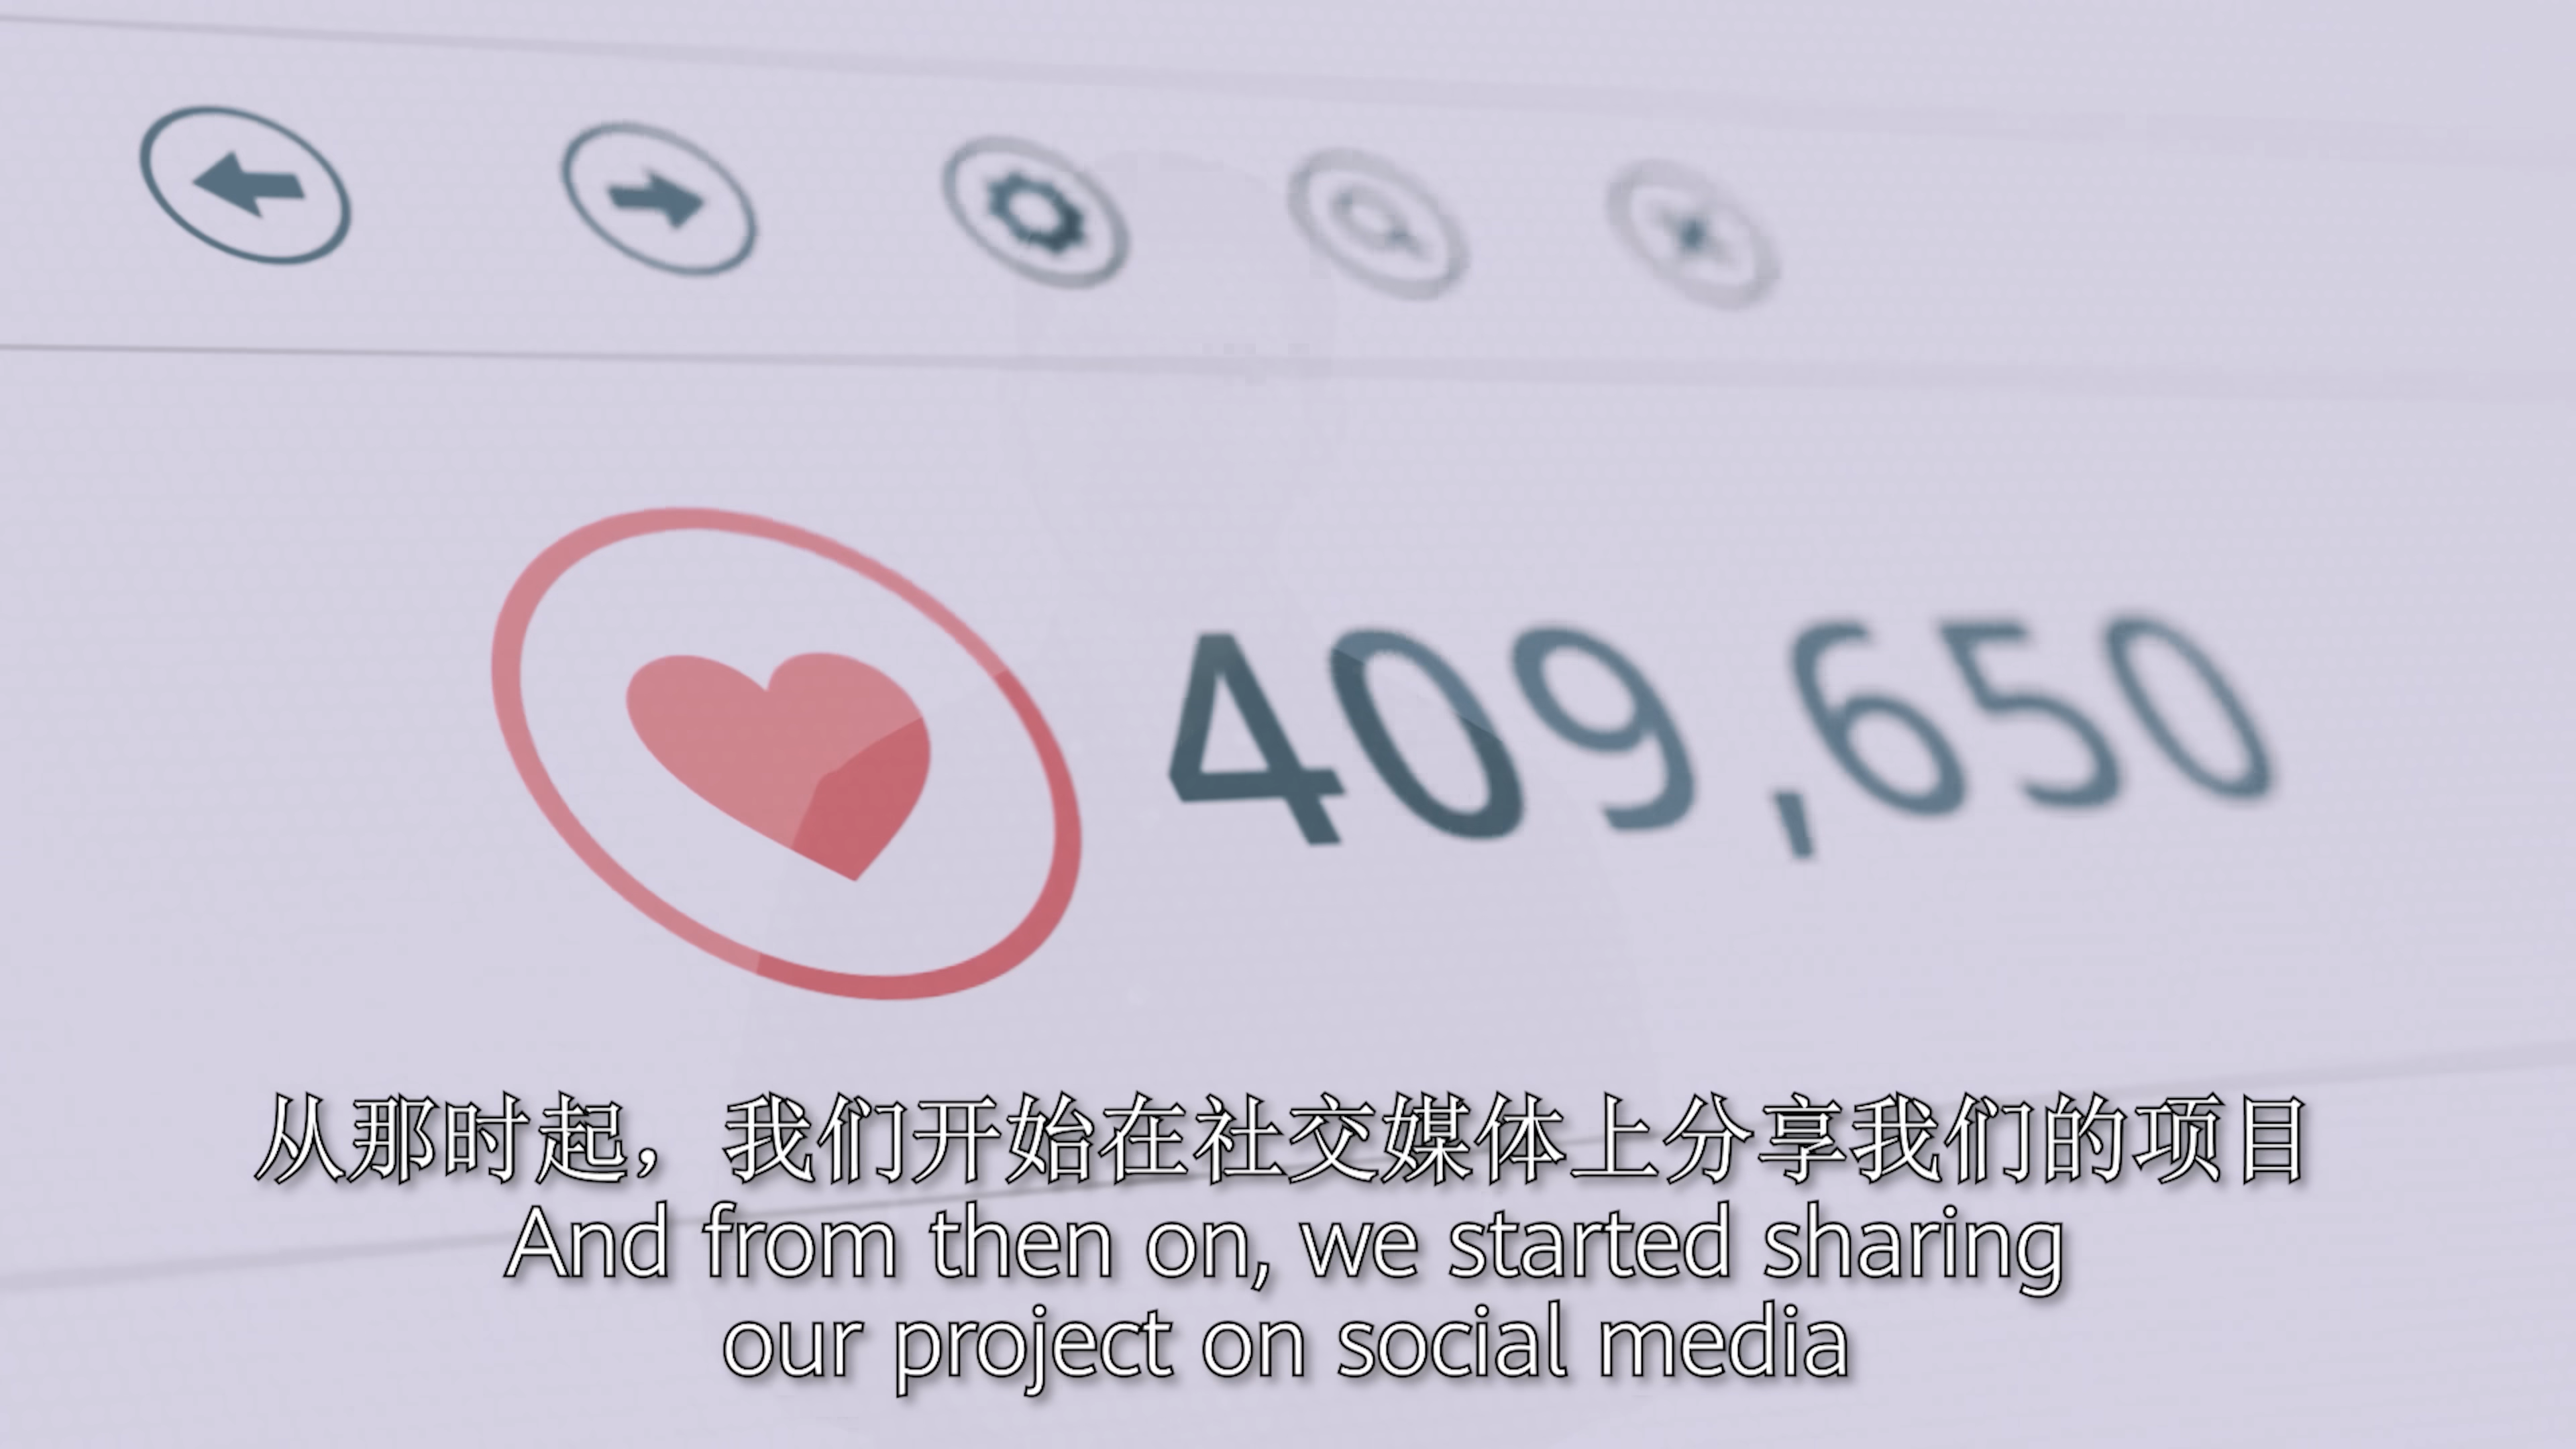 409,650
从那时起，我们开始在社交媒体上分享我们的项目
And from then on, we started sharing
our project on social media